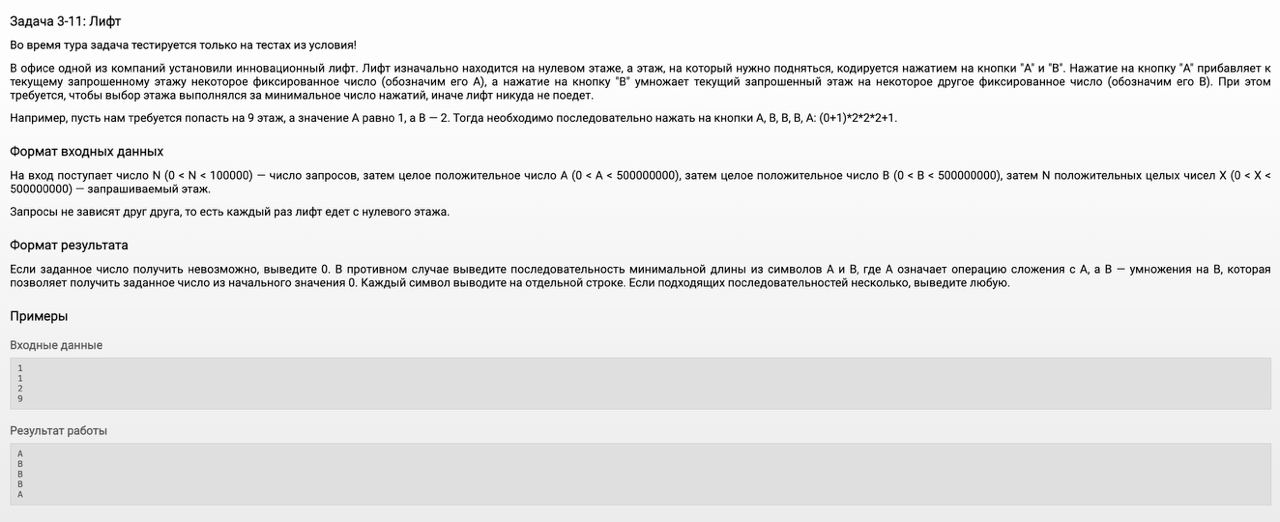 Задача 3-11: Лифт
Во время тура задача тестируется только на тестах из условия!
В офисе одной из компаний установили инновационный лифт. Лифт изначально находится на нулевом этаже, а этаж, на который нужно подняться, кодируется нажатием на кнопки "A" и "B". Нажатие на кнопку "A" прибавляет к
текущему запрошенному этажу некоторое фиксированное число (обозначим его A), а нажатие на кнопку "B" умножает текущий запрошенный этаж на некоторое другое фиксированное число (обозначим его B). При этом
требуется, чтобы выбор этажа выполнялся за минимальное число нажатий, иначе лифт никуда не поедет.
Например, пусть нам требуется попасть на 9 этаж, а значение A равно 1, а B — 2. Тогда необходимо последовательно нажать на кнопки A, B, B, B, A: (0+1)*2*2*2+1.
Формат входных данных
На вход поступает число N (0 < N < 100000) — число запросов, затем целое положительное число A (0 < A < 500000000), затем целое положительное число B (0 < B < 500000000), затем N положительных целых чисел X (0 < X <
500000000) — запрашиваемый этаж.
Запросы не зависят друг друга, то есть каждый раз лифт едет с нулевого этажа.
Формат результата
Если заданное число получить невозможно, выведите 0. В противном случае выведите последовательность минимальной длины из символов A и B, где A означает операцию сложения с A, а B — умножения на B, которая
позволяет получить заданное число из начального значения 0. Каждый символ выводите на отдельной строке. Если подходящих последовательностей несколько, выведите любую.
Примеры
Входные данные
1
1
2
9
Результат работы
A
B
B
B
A